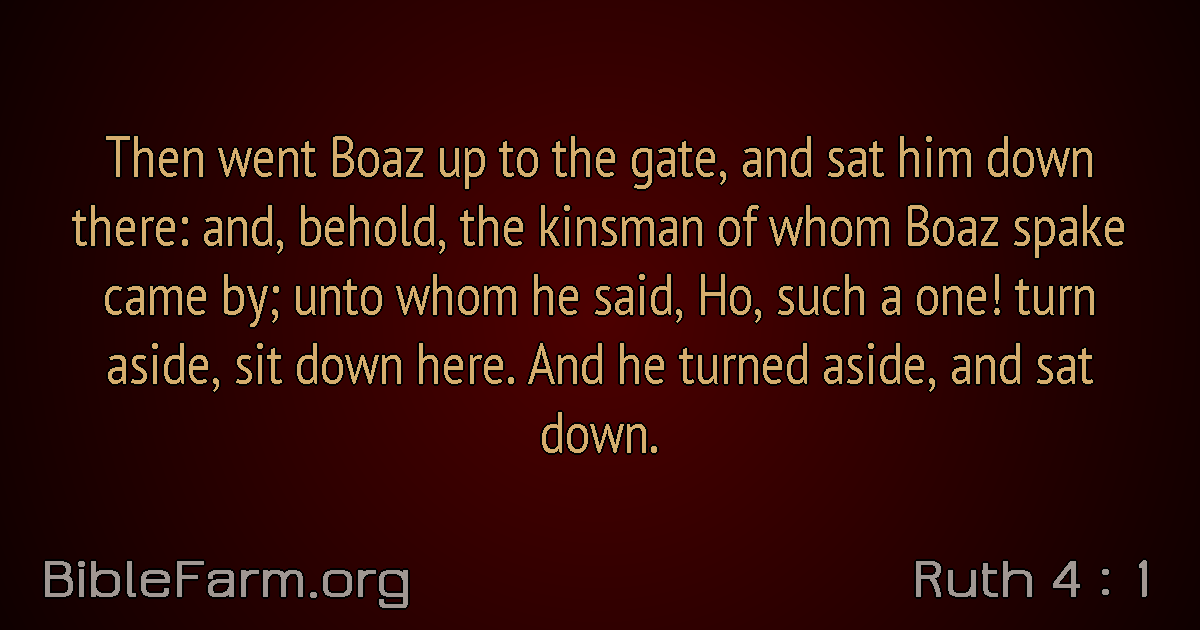 Then went Boaz up to the gate, and sat him down
there: and, behold, the kinsman of whom Boaz spake
came by; unto whom he said, Ho, such a one! turn
aside, sit down here. And he turned aside, and sat
down.
BibleFarm.org
Ruth 4 : 1